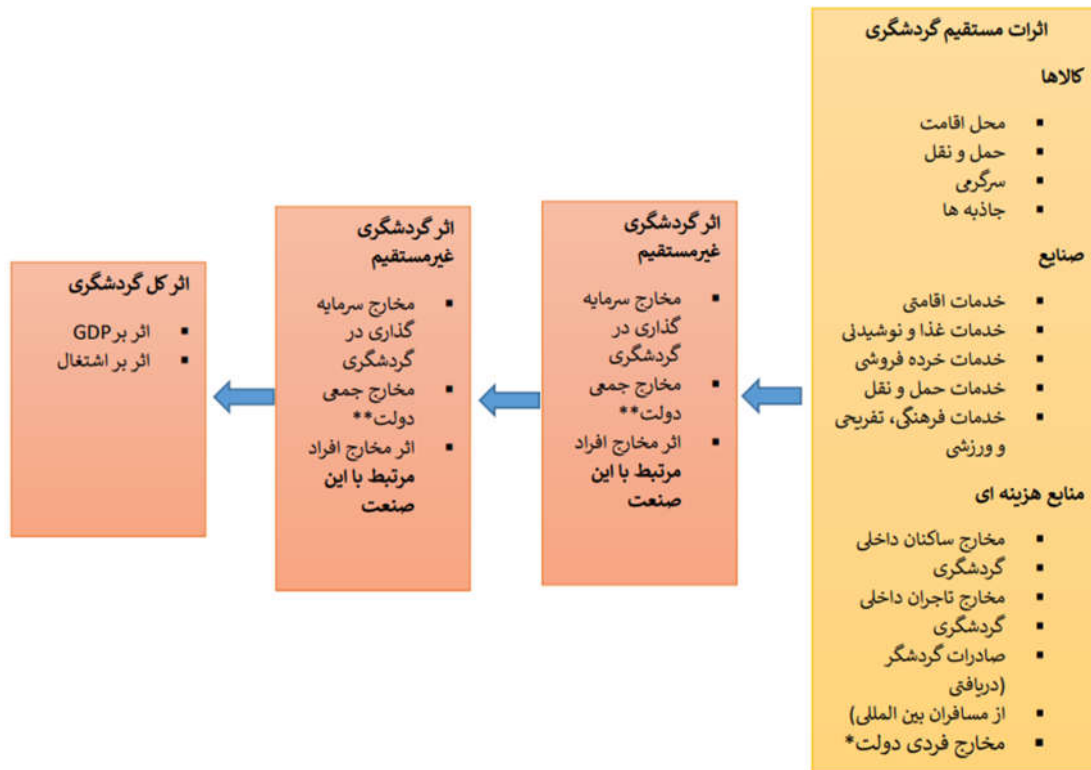 اثرات مستقیم گردشگری
کالاها
▪ محل اقامت
▪ حمل و نقل
▪ سرگرمی
▪ جاذبه ها
صنایع
▪ خدمات اقامتی
▪ خدمات غذا و نوشیدنی
▪ خدمات خرده فروشی
▪ خدمات حمل و نقل
▪ خدمات فرهنگی، تفریحی
و ورزشی
منابع هزینه ای
▪ مخارج ساکنان داخلی
▪ گردشگری
▪ مخارج تاجران داخلی
▪ گردشگری
▪ صادرات گردشگر
(دریافتی
▪ از مسافران بین المللی)
▪ مخارج فردی دولت*
اثر گردشگری
غیرمستقیم
▪ مخارج سرمایه
گذاری در
گردشگری
▪ مخارج جمعی
دولت**
▪ اثر مخارج افراد
مرتبط با این
صنعت
اثر گردشگری
غیرمستقیم
▪ مخارج سرمایه
گذاری در
گردشگری
▪ مخارج جمعی
دولت**
▪ اثر مخارج افراد
مرتبط با این
صنعت
اثر کل گردشگری
▪ اثر بر GDP
▪ اثر بر اشتغال